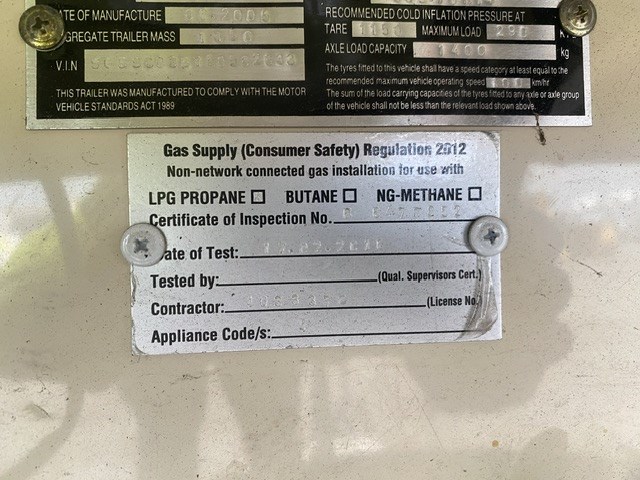 ATE OF MANUFACTURE
GREGATE TRAILER MASS
V.I.N
THIS TRAILER WAS MANUFACTURED TO COMPLY WITH THE MOTOR
VEHICLE STANDARDS ACT 1989
RECOMMENDED COLD INFLATION PRESSURE AT
TARE MAXIMUM LOAD
AXLE LOAD CAPACITY 1400 kg
The tyres fitted to this vehicle shall have a speed category at least equal to the
recommended maximum vehicle operating speed km/hr
The sum of the load carrying capacities of the tyres fitted to any axle or axle group
of the vehicle shall not be less than the relevant load shown above.
Gas Supply (Consumer Safety) Regulation 2012
Non-network connected gas installation for use with
LPG PROPANE ☐ BUTANE ☐ NG-METHANE ☐
Certificate of Inspection No.
ate of Test:
Tested by: (Qual. Supervisors Cert.)
Contractor: (License No.
Appliance Code/s: